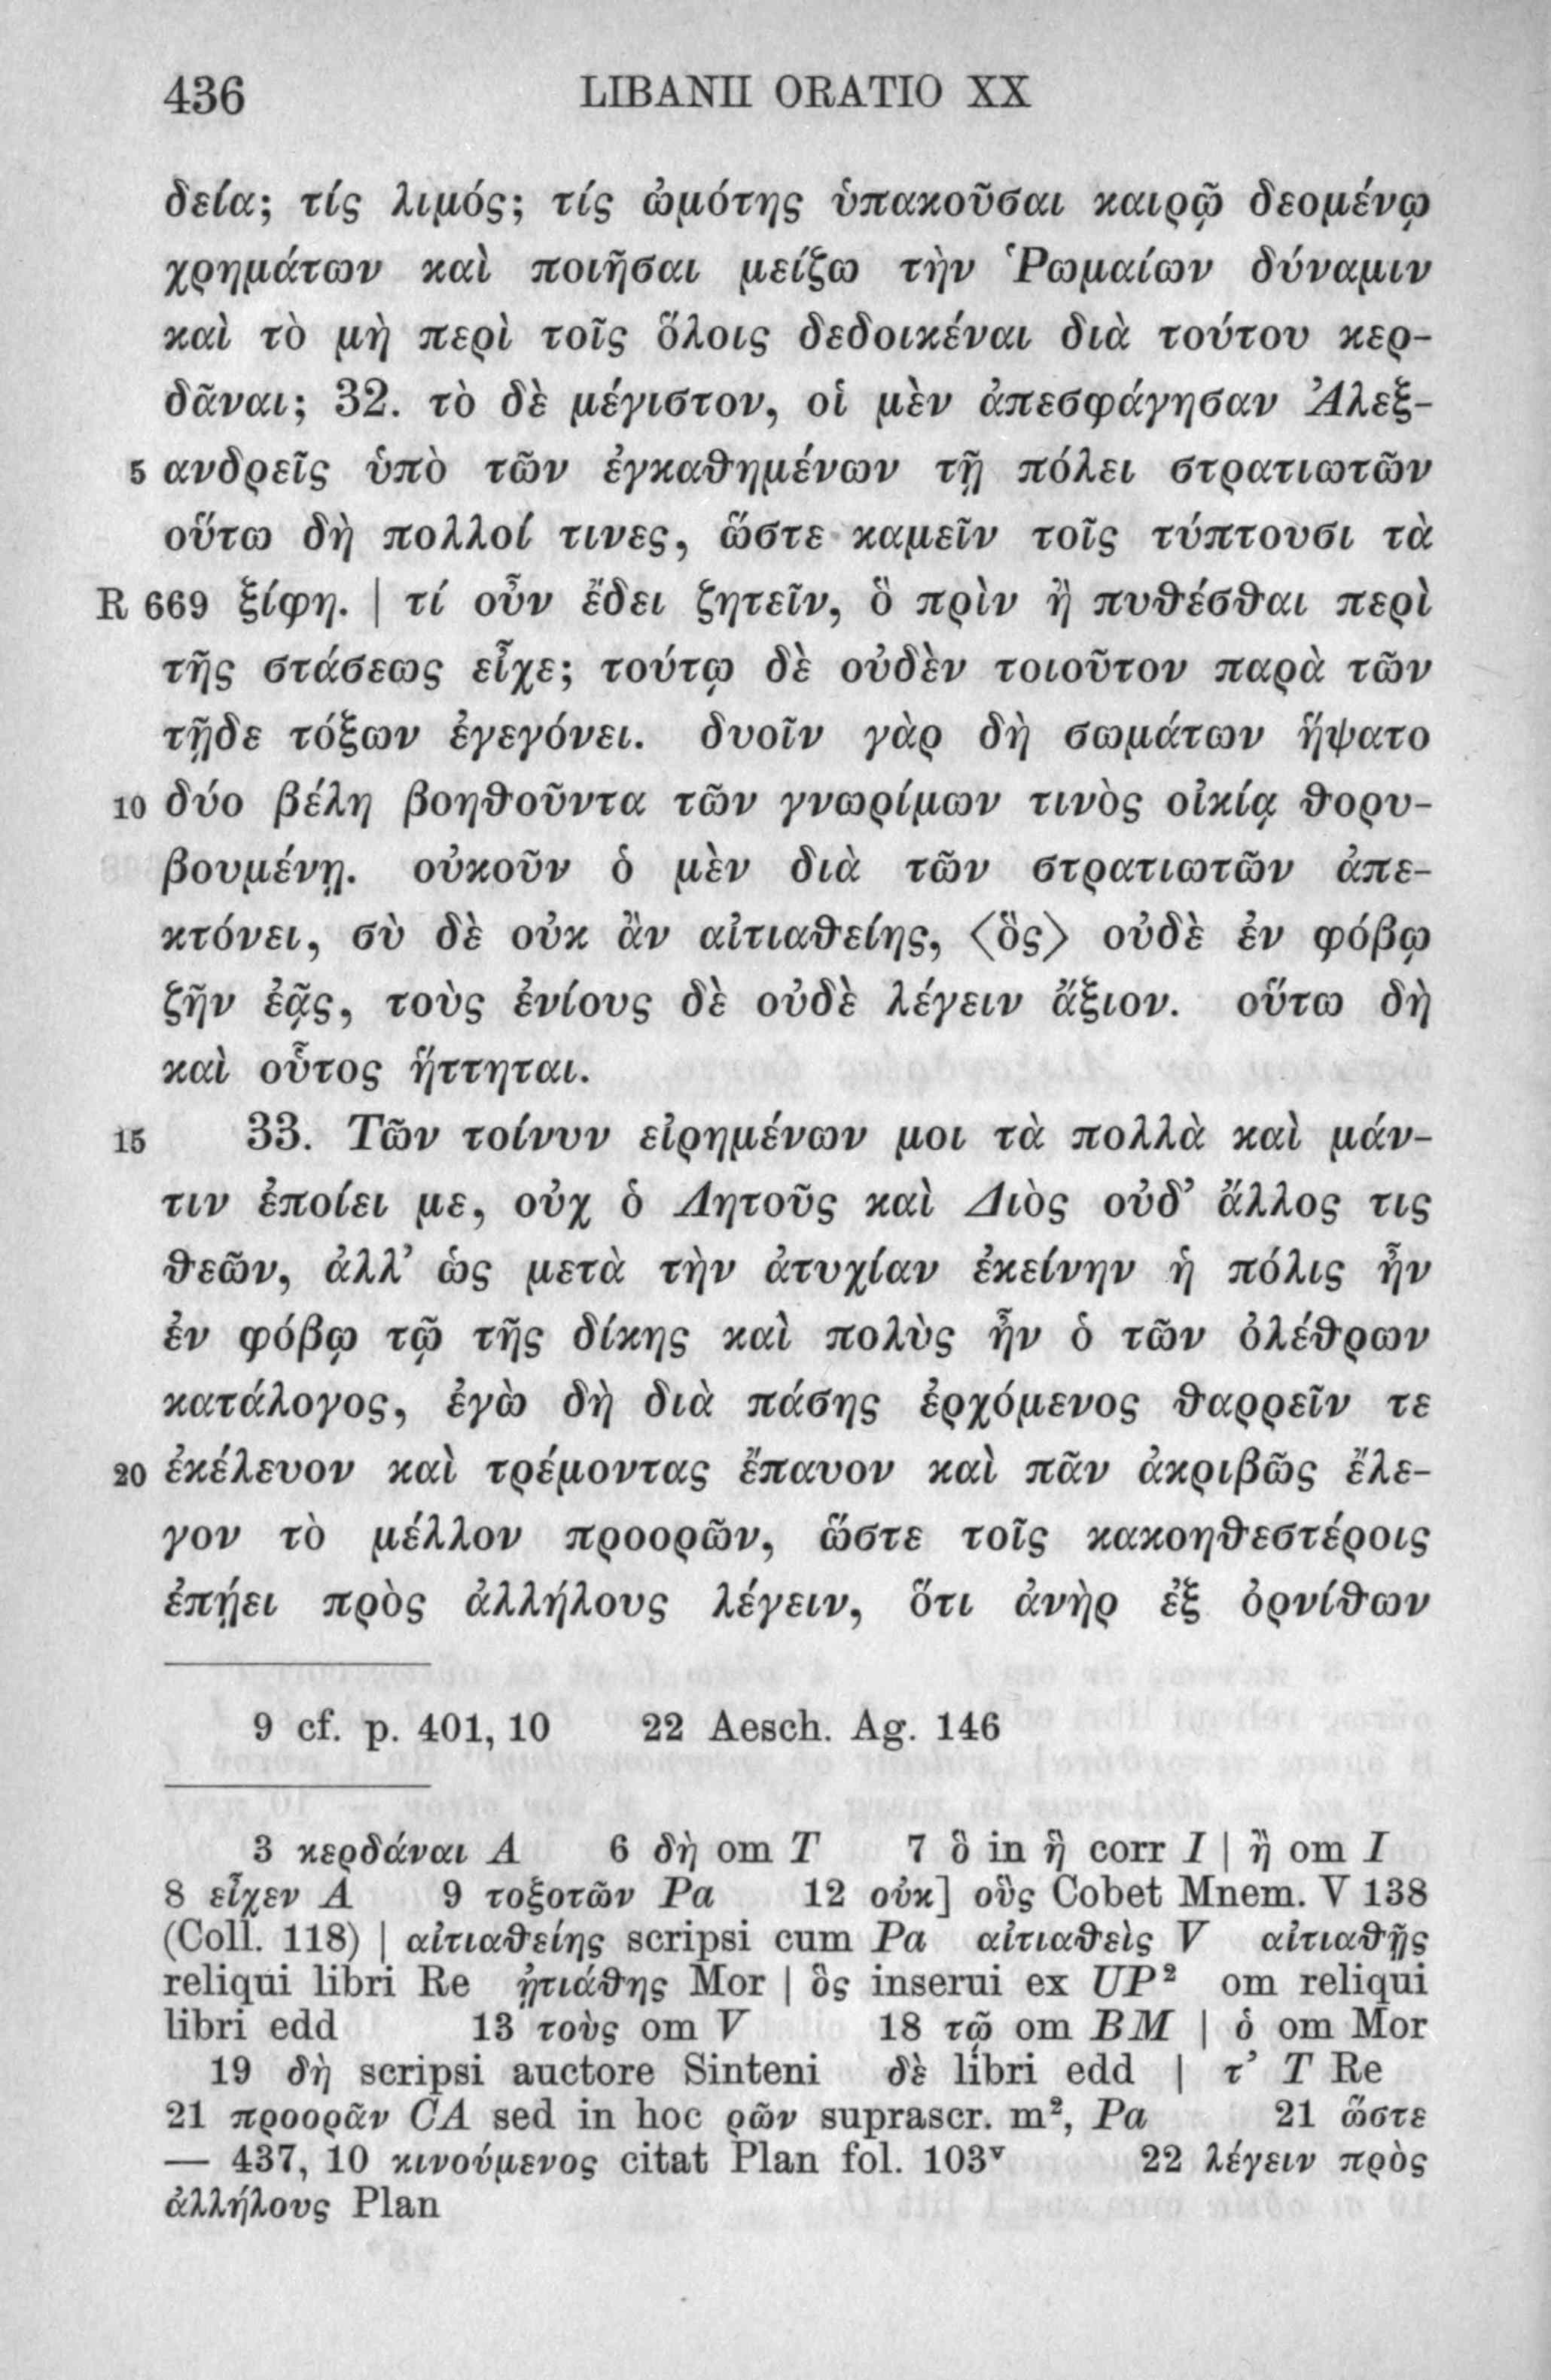 436 LIBANII ORATIO XX
δεία; τίς λιμός; τίς ὠμότης ὑπακοῦσαι καιρῷ δεομένῳ
χρημάτων καὶ ποιῆσαι μείζω τὴν Ῥωμαίων δύναμιν
καὶ τὸ μὴ περὶ τοῖς ὅλοις δεδοικέναι διὰ τούτου κερ-
δᾶναι; 32. τὸ δὲ μέγιστον, οἱ μὲν ἀπεσφάγησαν Ἀλεξ-
5 ανδρεῖς ὑπὸ τῶν ἐγκαθημένων τῇ πόλει στρατιωτῶν
οὕτω δὴ πολλοί τινες, ὥστε καμεῖν τοῖς τύπτουσι τὰ
R 669 ξίφη. | τί οὖν ἔδει ζητεῖν, ὃ πρὶν ἢ πυθέσθαι περὶ
τῆς στάσεως εἶχε; τούτῳ δὲ οὐδὲν τοιοῦτον παρὰ τῶν
τῇδε τόξων ἐγεγόνει. δυοῖν γὰρ δὴ σωμάτων ἥψατο
10 δύο βέλη βοηθοῦντα τῶν γνωρίμων τινὸς οἰκίᾳ θορυ-
βουμένῃ. οὐκοῦν ὁ μὲν διὰ τῶν στρατιωτῶν ἀπε-
κτόνει, σὺ δὲ οὐκ ἂν αἰτιαθείης, ⟨ὃς⟩ οὐδὲ ἐν φόβῳ
ζῆν ἐᾷς, τοὺς ἐνίους δὲ οὐδὲ λέγειν ἄξιον. οὕτω δὴ
καὶ οὗτος ἥττηται.
15 33. Τῶν τοίνυν εἰρημένων μοι τὰ πολλὰ καὶ μάν-
τιν ἐποίει με, οὐχ ὁ Λητοῦς καὶ Διὸς οὐδ’ ἄλλος τις
θεῶν, ἀλλ’ ὡς μετὰ τὴν ἀτυχίαν ἐκείνην ἡ πόλις ἦν
ἐν φόβῳ τῷ τῆς δίκης καὶ πολὺς ἦν ὁ τῶν ὀλέθρων
κατάλογος, ἐγὼ δὴ διὰ πάσης ἐρχόμενος θαρρεῖν τε
20 ἐκέλευον καὶ τρέμοντας ἔπαυον καὶ πᾶν ἀκριβῶς ἔλε-
γον τὸ μέλλον προορῶν, ὥστε τοῖς κακοηθεστέροις
ἐπῄει πρὸς ἀλλήλους λέγειν, ὅτι ἀνὴρ ἐξ ὀρνίθων
9 cf. p. 401, 10 22 Aesch. Ag. 146
3 κερδάναι A 6 δὴ om T 7 ὃ in ἢ corr I | ἢ om I
8 εἶχεν A 9 τοξοτῶν Pa 12 οὐκ] οὓς Cobet Mnem. V 138
(Coll. 118) | αἰτιαθείης scripsi cum Pa αἰτιαθεὶς V αἰτιαθῇς
reliqui libri Re ᾐτιάθης Mor | ὃς inserui ex UP² om reliqui
libri edd 13 τοὺς om V 18 τῷ om BM | ὁ om Mor
19 δὴ scripsi auctore Sinteni δὲ libri edd | τ’ T Re
21 προορᾶν CA sed in hoc ρῶν suprascr. m², Pa 21 ὥστε
— 437, 10 κινούμενος citat Plan fol. 103ᵛ 22 λέγειν πρὸς
ἀλλήλους Plan